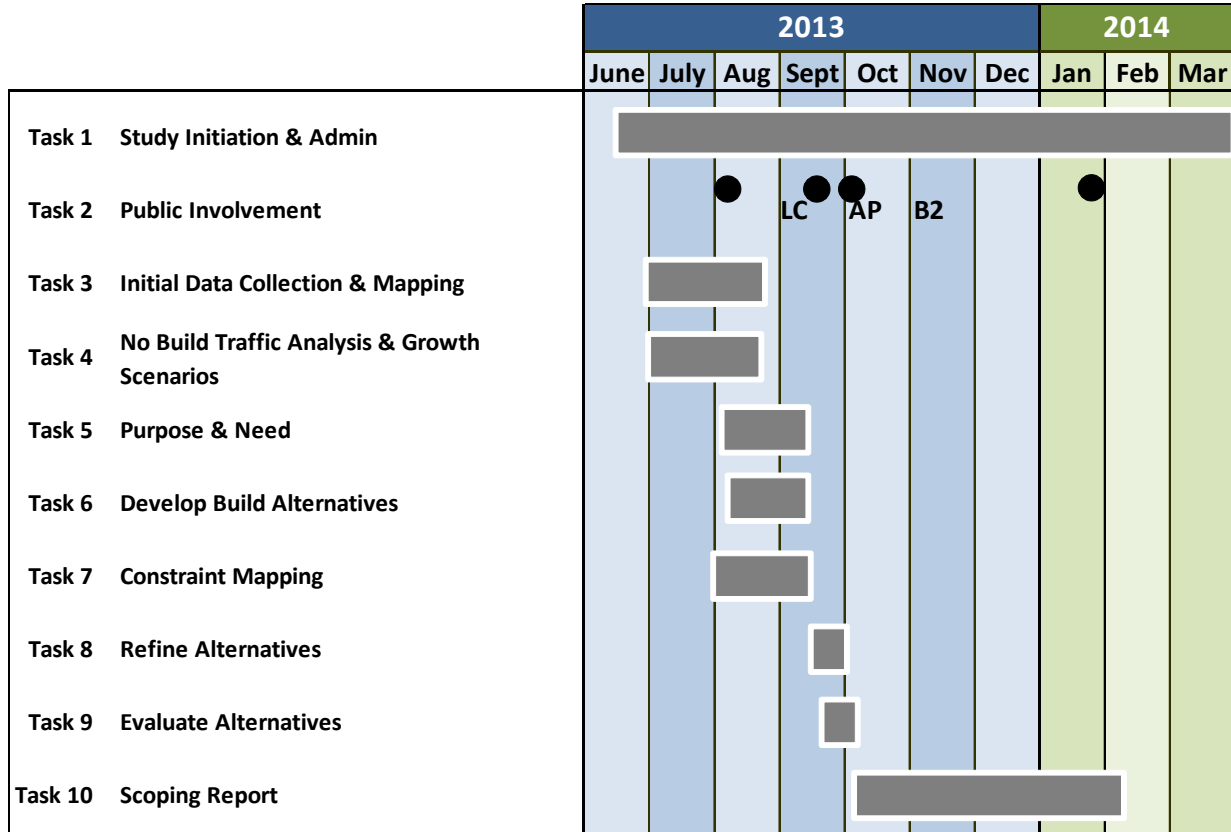 2013 2014
June July Aug Sept Oct Nov Dec Jan Feb Mar
Task 1 Study Initiation & Admin
Task 2 Public Involvement LC AP B2
Task 3 Initial Data Collection & Mapping
Task 4 No Build Traffic Analysis & Growth
Scenarios
Task 5 Purpose & Need
Task 6 Develop Build Alternatives
Task 7 Constraint Mapping
Task 8 Refine Alternatives
Task 9 Evaluate Alternatives
Task 10 Scoping Report